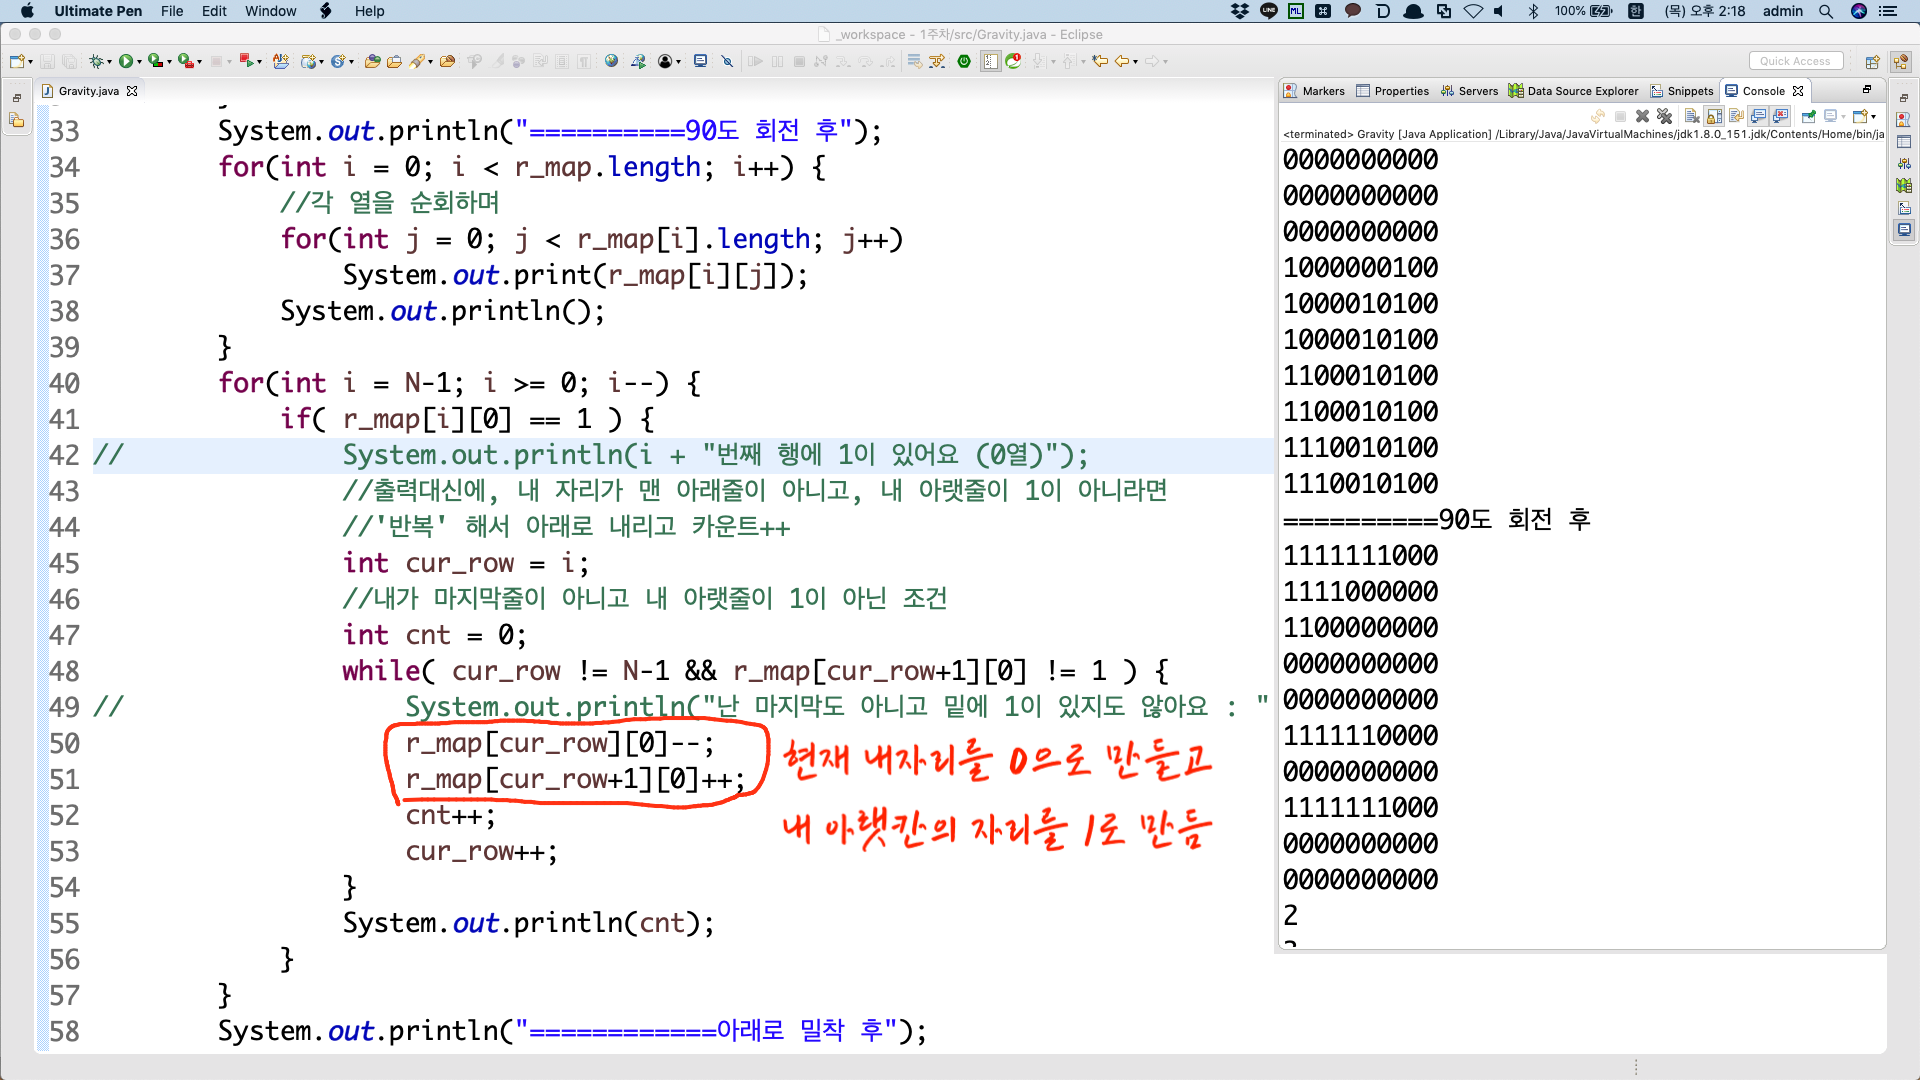 Ultimate Pen File Edit Window Help 100% 한 (목) 오후 2:18 admin
_workspace - 1주차/src/Gravity.java - Eclipse
Quick Access
Gravity.java
Markers Properties Servers Data Source Explorer Snippets Console
<terminated> Gravity [Java Application] /Library/Java/JavaVirtualMachines/jdk1.8.0_151.jdk/Contents/Home/bin/ja
33 System.out.println("==========90도 회전 후");
34 for(int i = 0; i < r_map.length; i++) {
35 //각 열을 순회하며
36 for(int j = 0; j < r_map[i].length; j++)
37 System.out.print(r_map[i][j]);
38 System.out.println();
39 }
40 for(int i = N-1; i >= 0; i--) {
41 if( r_map[i][0] == 1 ) {
42 // System.out.println(i + "번째 행에 1이 있어요 (0열)");
43 //출력대신에, 내 자리가 맨 아래줄이 아니고, 내 아랫줄이 1이 아니라면
44 //'반복' 해서 아래로 내리고 카운트++
45 int cur_row = i;
46 //내가 마지막줄이 아니고 내 아랫줄이 1이 아닌 조건
47 int cnt = 0;
48 while( cur_row != N-1 && r_map[cur_row+1][0] != 1 ) {
49 // System.out.println("난 마지막도 아니고 밑에 1이 있지도 않아요 : "
50 r_map[cur_row][0]--;
51 r_map[cur_row+1][0]++;
52 cnt++;
53 cur_row++;
54 }
55 System.out.println(cnt);
56 }
57 }
58 System.out.println("============아래로 밀착 후");
현재 내자리를 0으로 만들고
내 아랫칸의 자리를 1로 만듬
0000000000
0000000000
0000000000
1000000100
1000010100
1000010100
1100010100
1100010100
1110010100
1110010100
==========90도 회전 후
1111111000
1111000000
1100000000
0000000000
0000000000
1111110000
0000000000
1111111000
0000000000
0000000000
2